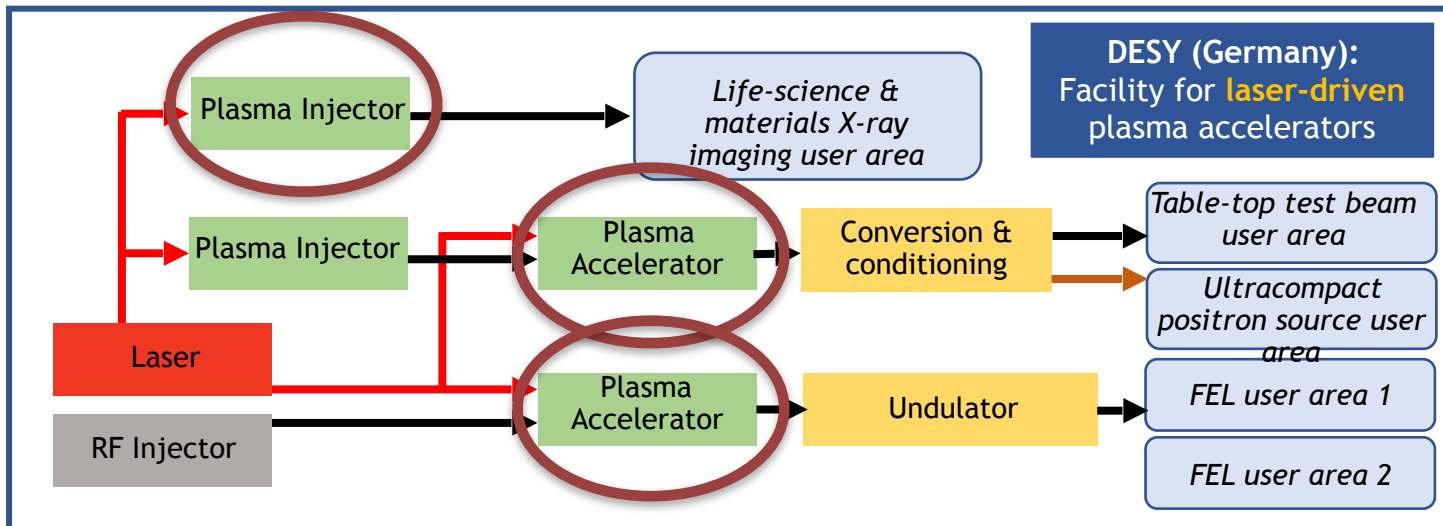 DESY (Germany):
Facility for laser-driven
plasma accelerators
Plasma Injector
Life-science &
materials X-ray
imaging user area
Plasma Injector
Plasma
Accelerator
Conversion &
conditioning
Table-top test beam
user area
Ultracompact
positron source user
area
Laser
RF Injector
Plasma
Accelerator
Undulator
FEL user area 1
FEL user area 2